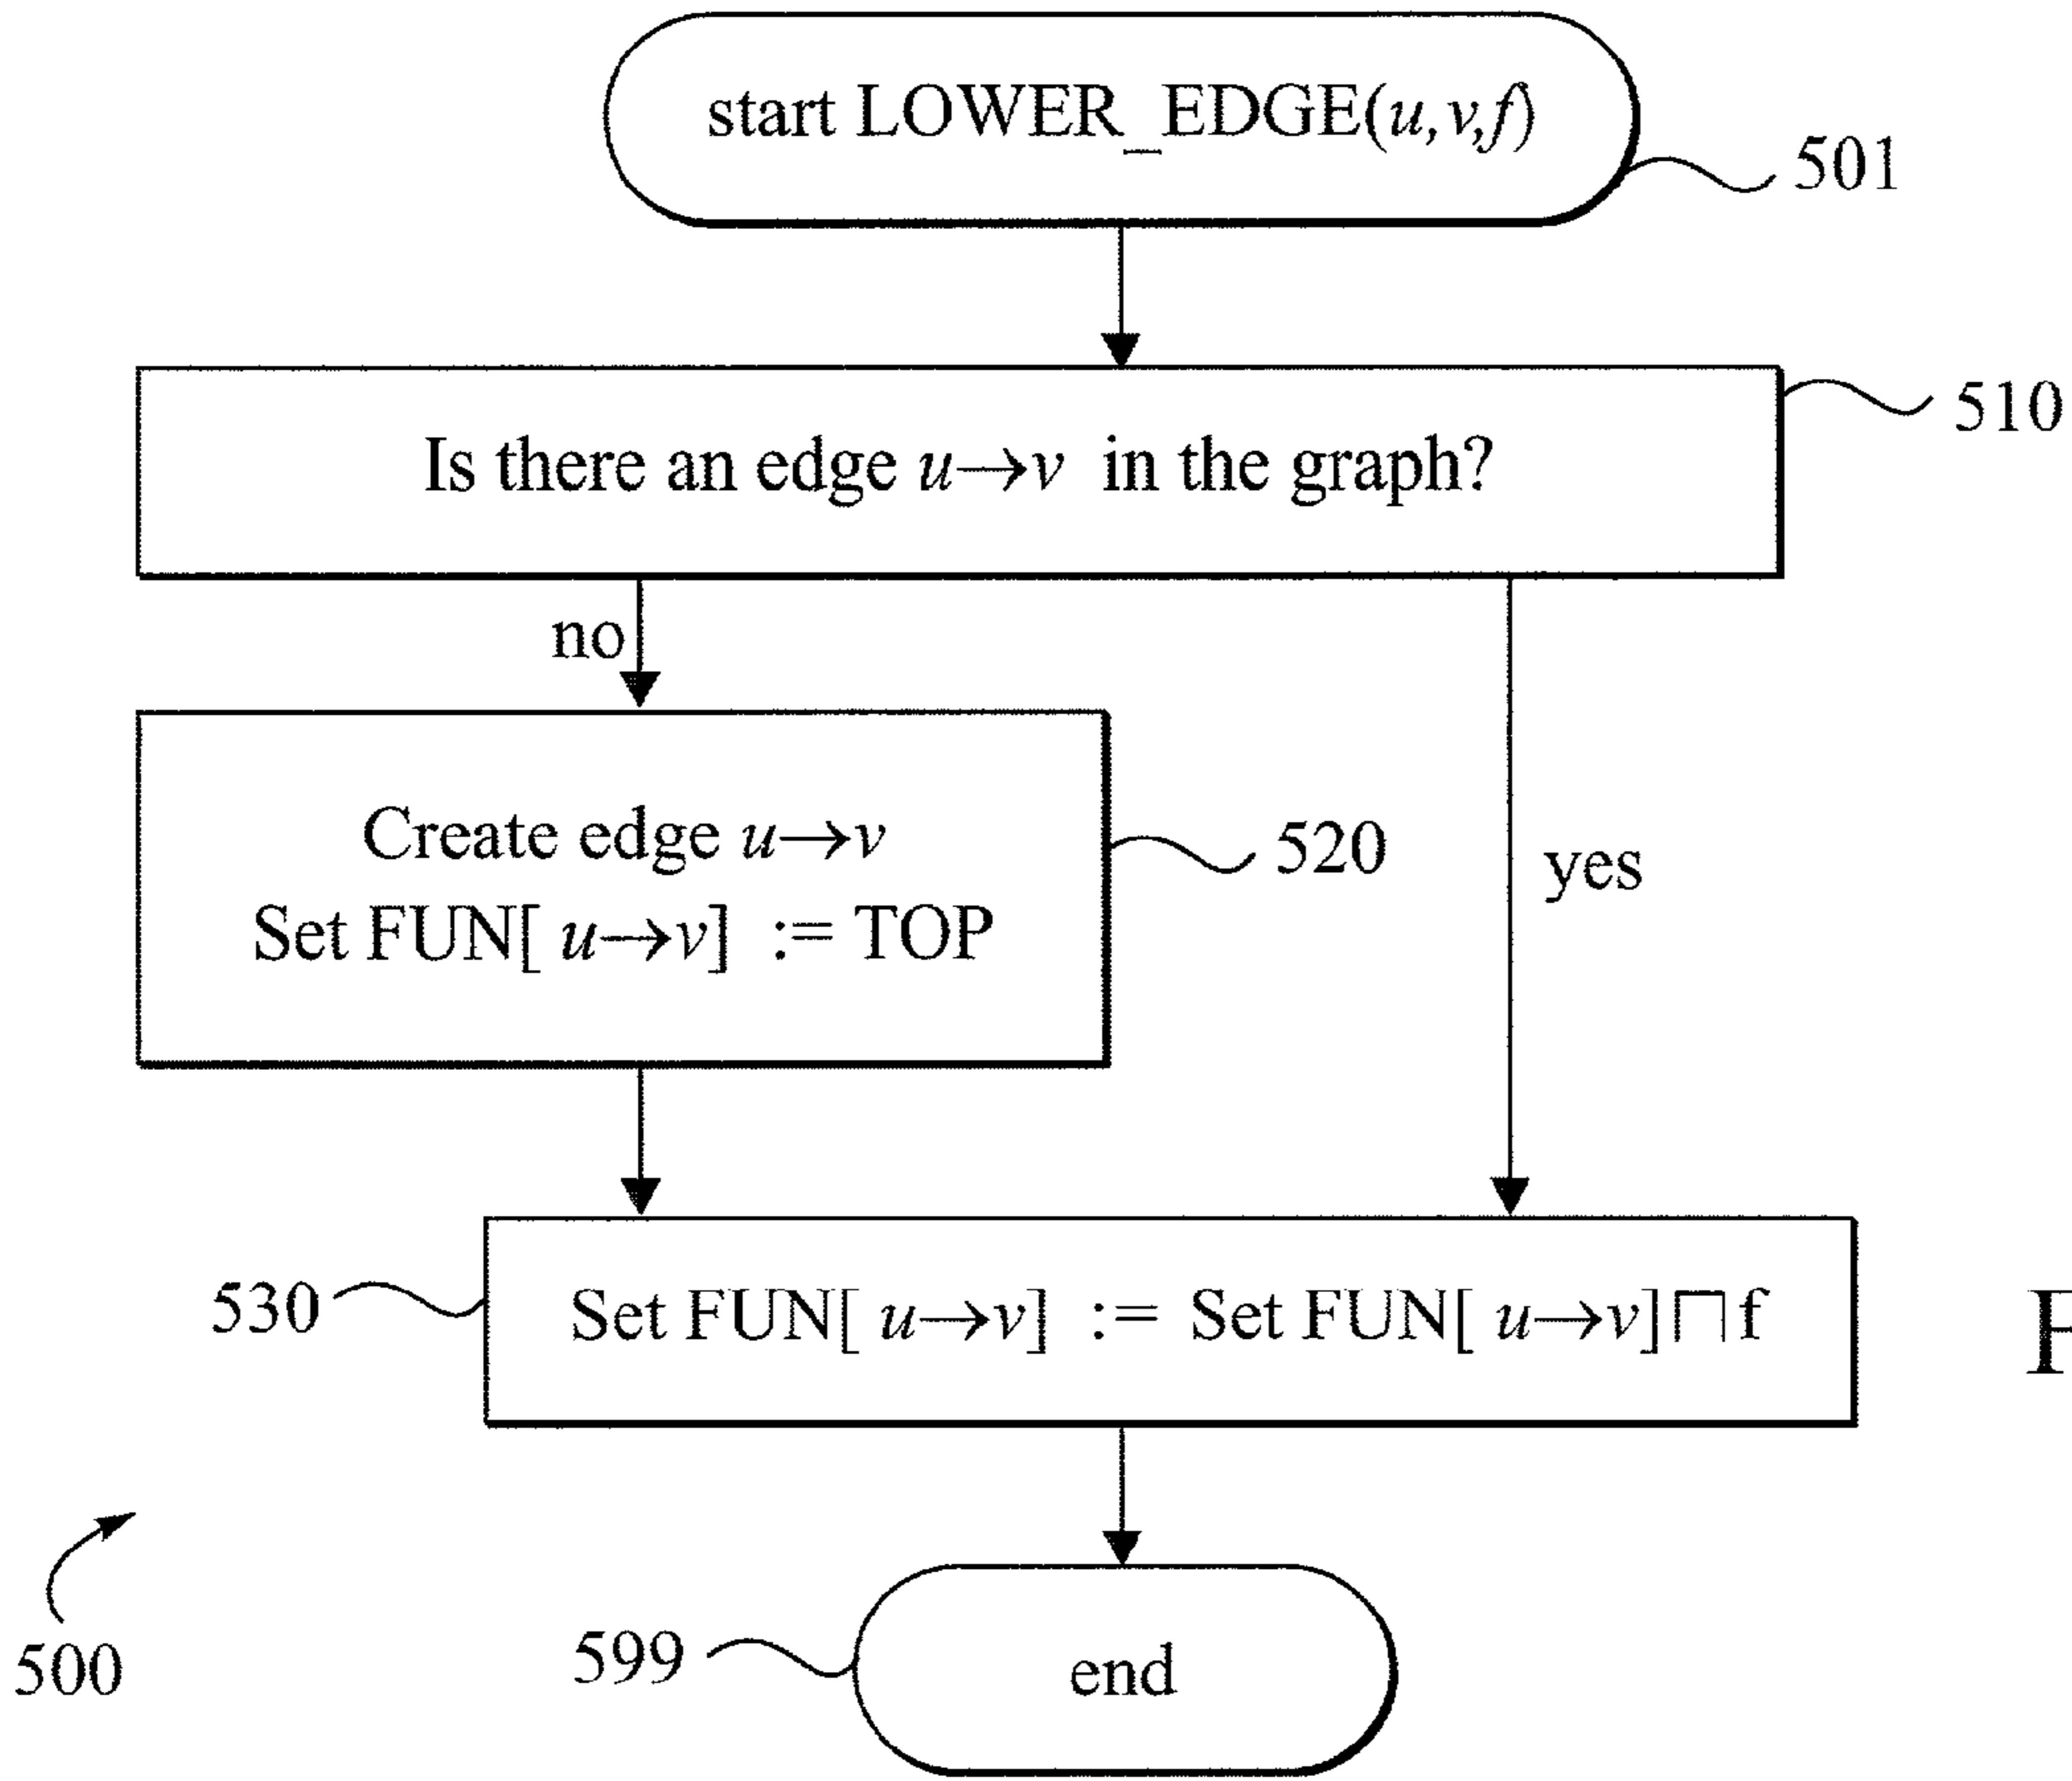 start LOWER_EDGE(u,v,f)
501
Is there an edge u→v in the graph?
510
no
yes
Create edge u→v
Set FUN[ u→v] := TOP
520
530
Set FUN[ u→v] := Set FUN[ u→v]⊓f
F
500
599
end